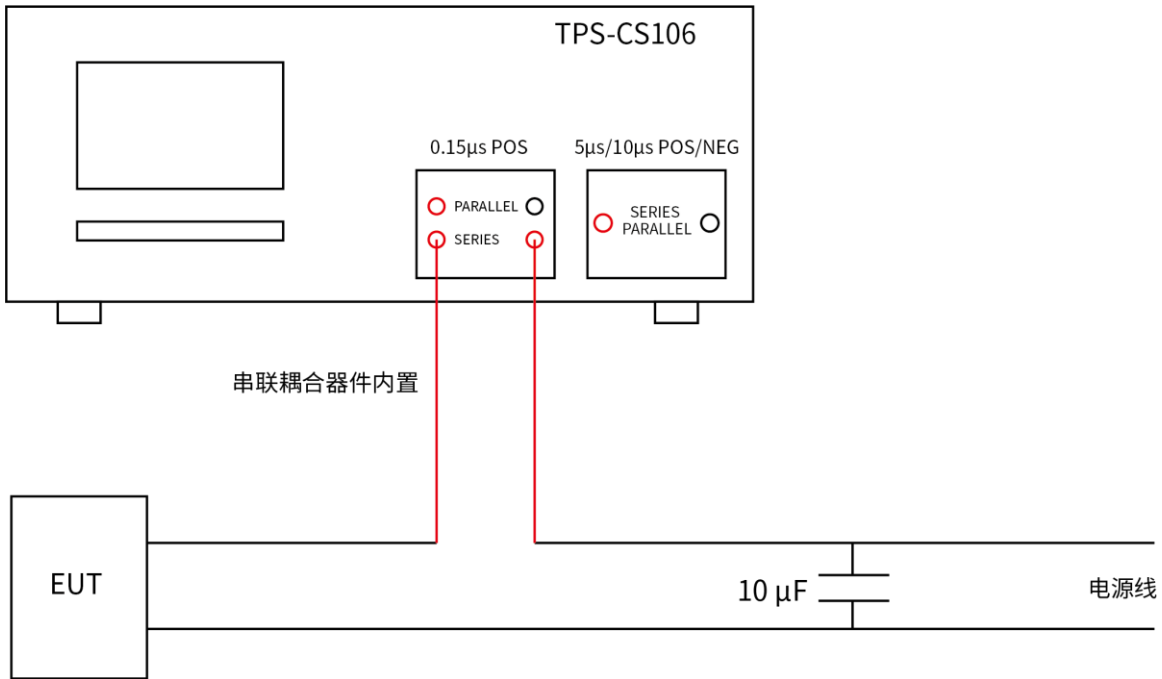 TPS-CS106
0.15µs POS
5µs/10µs POS/NEG
PARALLEL
SERIES
SERIES
PARALLEL
串联耦合器件内置
EUT
10 µF
电源线